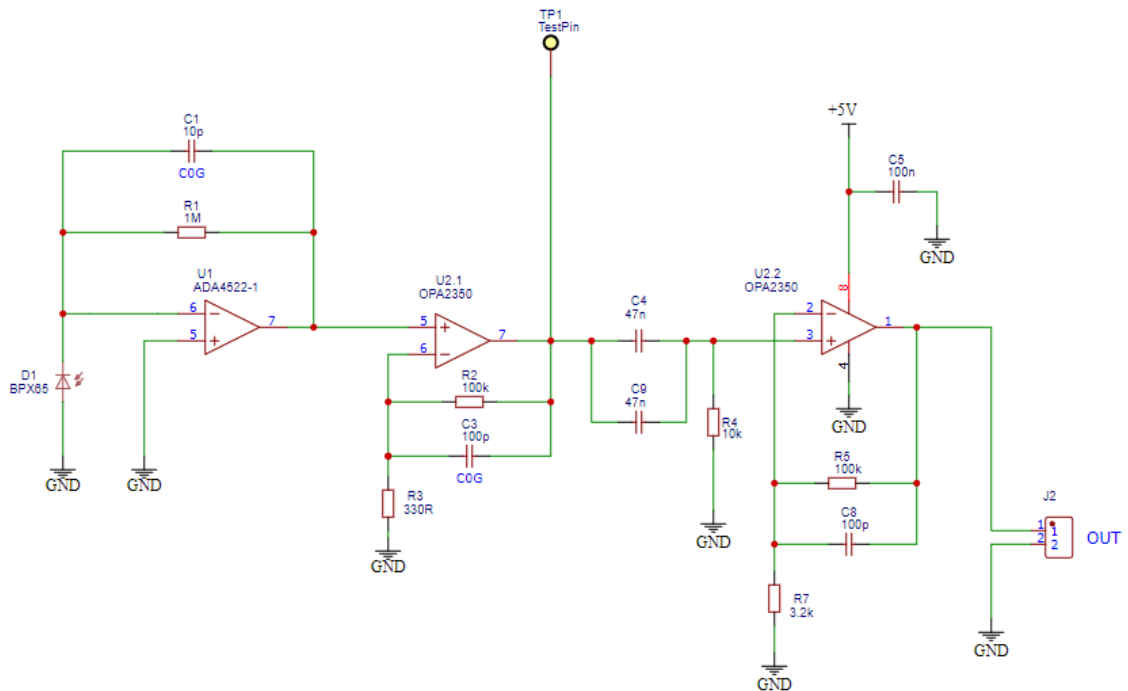 TP1
TestPin
C1
10p
C0G
R1
1M
U1
ADA4522-1
6
5
7
D1
BPX65
GND
GND
U2.1
OPA2350
5
6
7
R2
100k
C3
100p
C0G
R3
330R
GND
C4
47n
C9
47n
R4
10k
GND
+5V
C5
100n
GND
U2.2
OPA2350
8
2
3
1
4
GND
R5
100k
C8
100p
R7
3.2k
GND
J2
1 1
2 2
OUT
GND